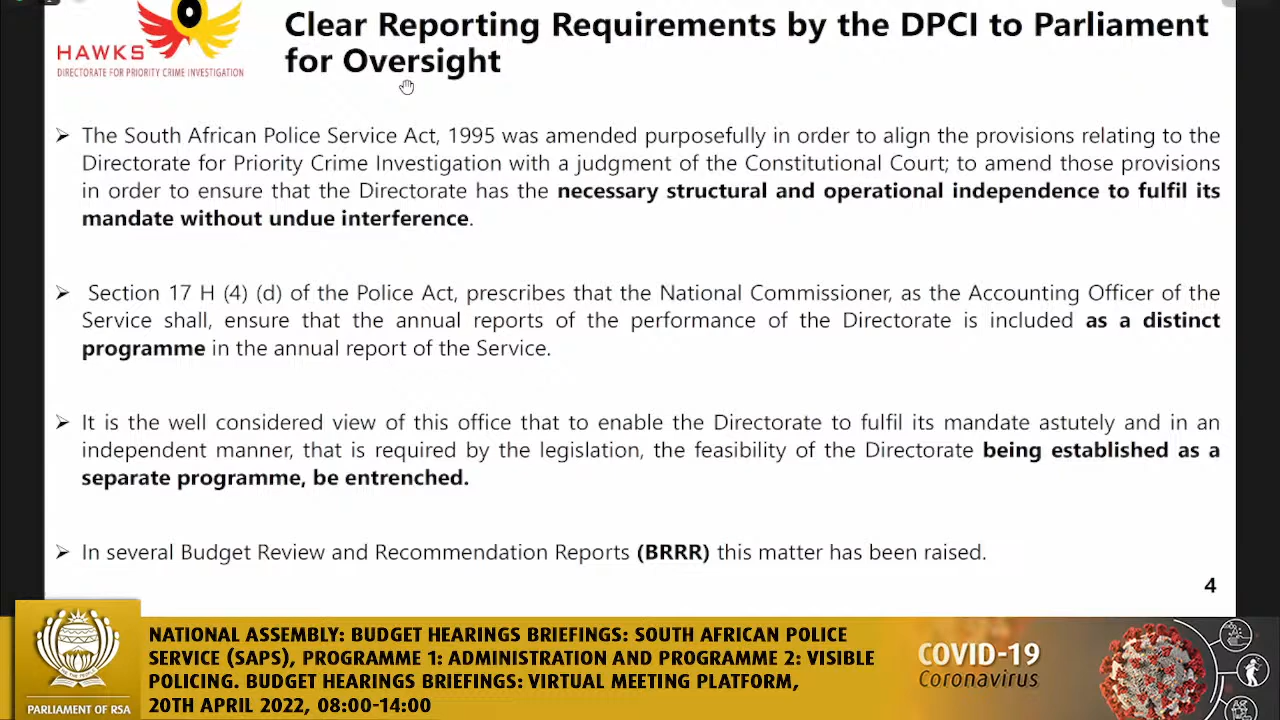 Clear Reporting Requirements by the DPCI to Parliament
for Oversight
HAWKS
DIRECTORATE FOR PRIORITY CRIME INVESTIGATION
➢ The South African Police Service Act, 1995 was amended purposefully in order to align the provisions relating to the
Directorate for Priority Crime Investigation with a judgment of the Constitutional Court; to amend those provisions
in order to ensure that the Directorate has the necessary structural and operational independence to fulfil its
mandate without undue interference.
➢ Section 17 H (4) (d) of the Police Act, prescribes that the National Commissioner, as the Accounting Officer of the
Service shall, ensure that the annual reports of the performance of the Directorate is included as a distinct
programme in the annual report of the Service.
➢ It is the well considered view of this office that to enable the Directorate to fulfil its mandate astutely and in an
independent manner, that is required by the legislation, the feasibility of the Directorate being established as a
separate programme, be entrenched.
➢ In several Budget Review and Recommendation Reports (BRRR) this matter has been raised.
4
NATIONAL ASSEMBLY: BUDGET HEARINGS BRIEFINGS: SOUTH AFRICAN POLICE
SERVICE (SAPS), PROGRAMME 1: ADMINISTRATION AND PROGRAMME 2: VISIBLE
POLICING. BUDGET HEARINGS BRIEFINGS: VIRTUAL MEETING PLATFORM,
20TH APRIL 2022, 08:00-14:00
PARLIAMENT OF RSA
COVID-19
Coronavirus